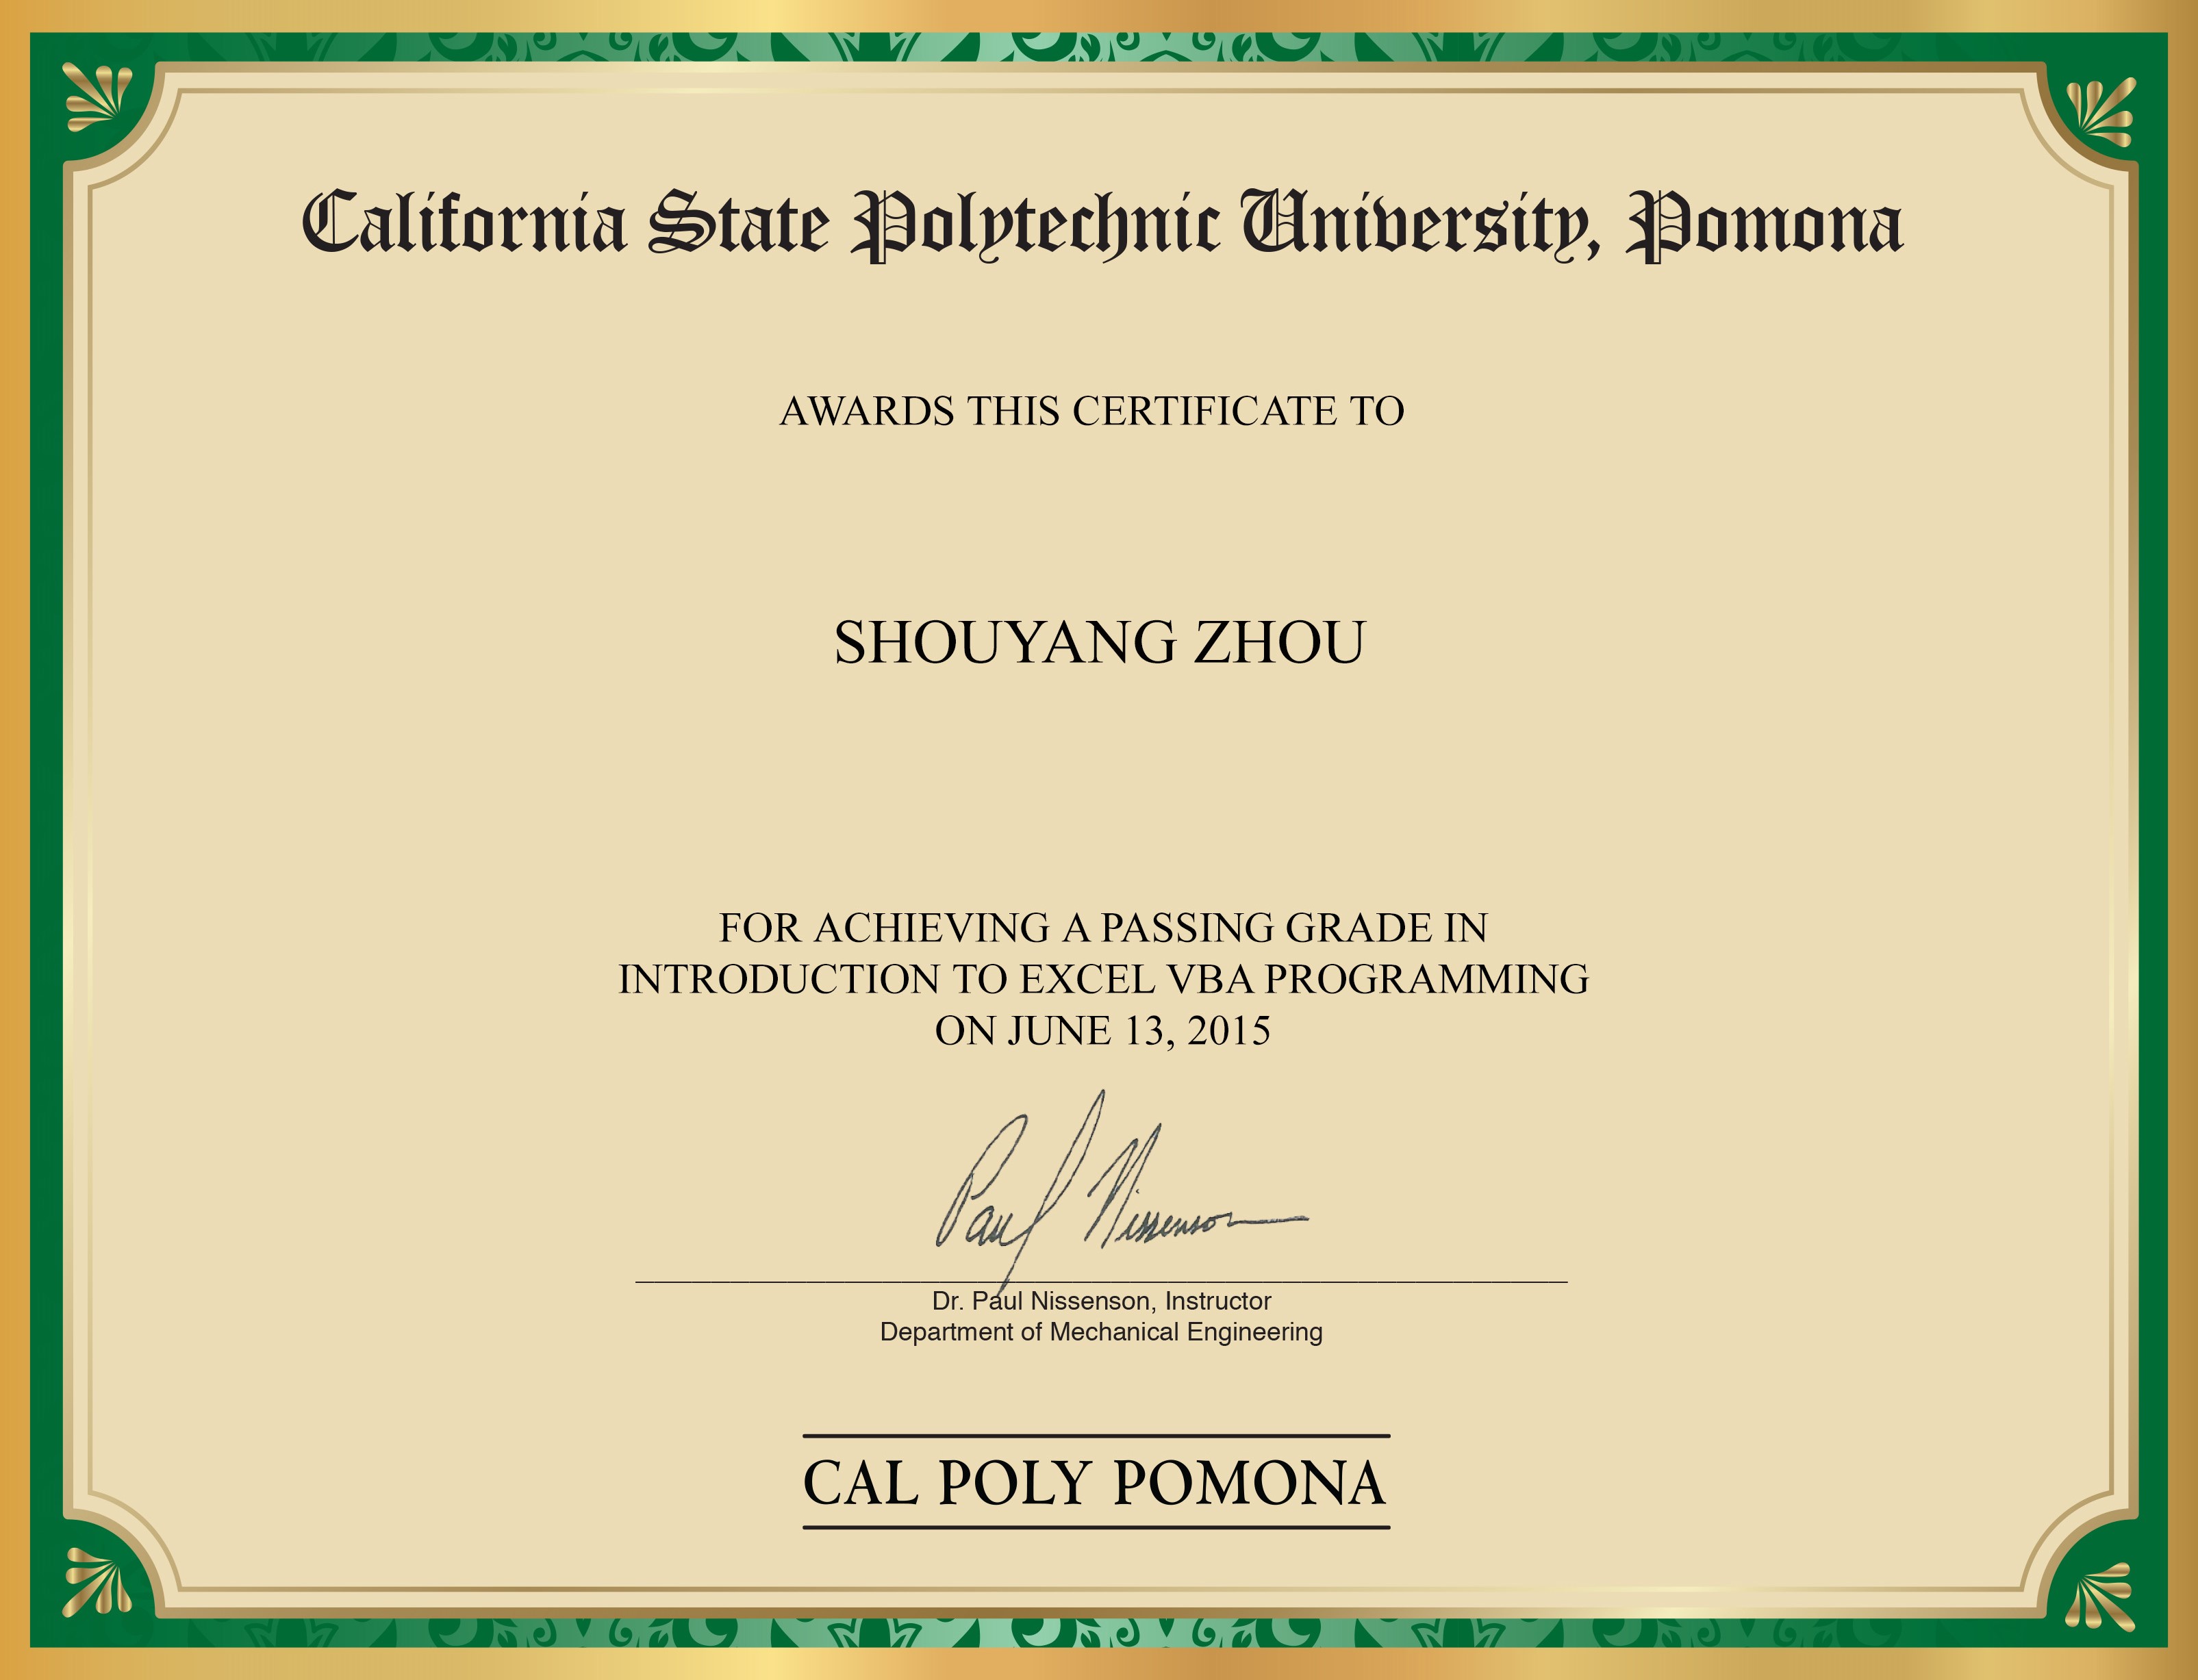 California State Polytechnic University, Pomona
AWARDS THIS CERTIFICATE TO
SHOUYANG ZHOU
FOR ACHIEVING A PASSING GRADE IN
INTRODUCTION TO EXCEL VBA PROGRAMMING
ON JUNE 13, 2015
Paul Nissenson
Dr. Paul Nissenson, Instructor
Department of Mechanical Engineering
CAL POLY POMONA